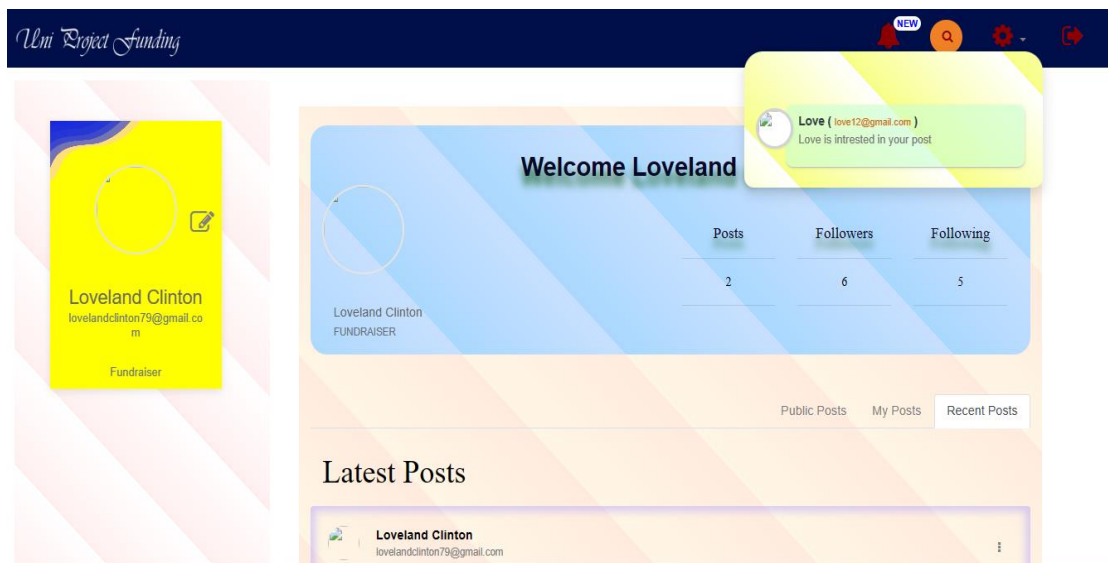 Uni Project Funding
NEW
Love ( love12@gmail.com )
Love is intrested in your post
Loveland Clinton
lovelandclinton79@gmail.co
m
Fundraiser
Welcome Loveland
Posts Followers Following
2 6 5
Loveland Clinton
FUNDRAISER
Public Posts My Posts Recent Posts
Latest Posts
Loveland Clinton
lovelandclinton79@gmail.com